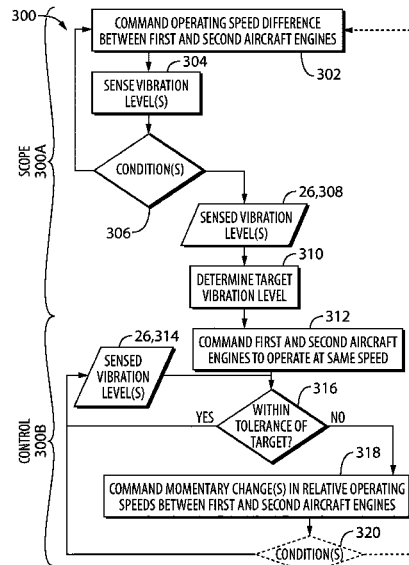 300
COMMAND OPERATING SPEED DIFFERENCE
BETWEEN FIRST AND SECOND AIRCRAFT ENGINES
302
304
SENSE VIBRATION
LEVEL(S)
CONDITION(S)
306
SCOPE
300A
26,308
SENSED VIBRATION
LEVEL(S)
310
DETERMINE TARGET
VIBRATION LEVEL
312
COMMAND FIRST AND SECOND AIRCRAFT
ENGINES TO OPERATE AT SAME SPEED
26,314
SENSED
VIBRATION
LEVEL(S)
316
YES
WITHIN
TOLERANCE OF
TARGET?
NO
CONTROL
300B
318
COMMAND MOMENTARY CHANGE(S) IN RELATIVE OPERATING
SPEEDS BETWEEN FIRST AND SECOND AIRCRAFT ENGINES
320
CONDITION(S)